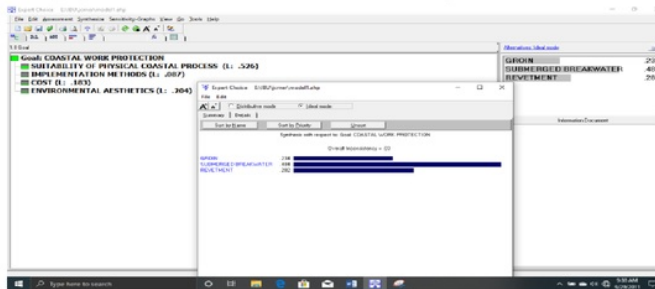 Expert Choice
File Edit Assessment Synthesize Sensitivity-Graphs View Go Tools Help
1.0 Goal
Goal: COASTAL WORK PROTECTION
SUITABILITY OF PHYSICAL COASTAL PROCESS (L: .526)
IMPLEMENTATION METHODS (L: .087)
COST (L: .183)
ENVIRONMENTAL AESTHETICS (L: .304)
Alternatives: Ideal mode
GROIN
SUBMERGED BREAKWATER
REVETMENT
Information Document
Expert Choice
File Edit
Distributive mode Ideal mode
Summary Details
Sort by Name Sort by Priority Unsort
Synthesis with respect to: Goal: COASTAL WORK PROTECTION
Overall Inconsistency =
GROIN
SUBMERGED BREAKWATER
REVETMENT
Type here to search